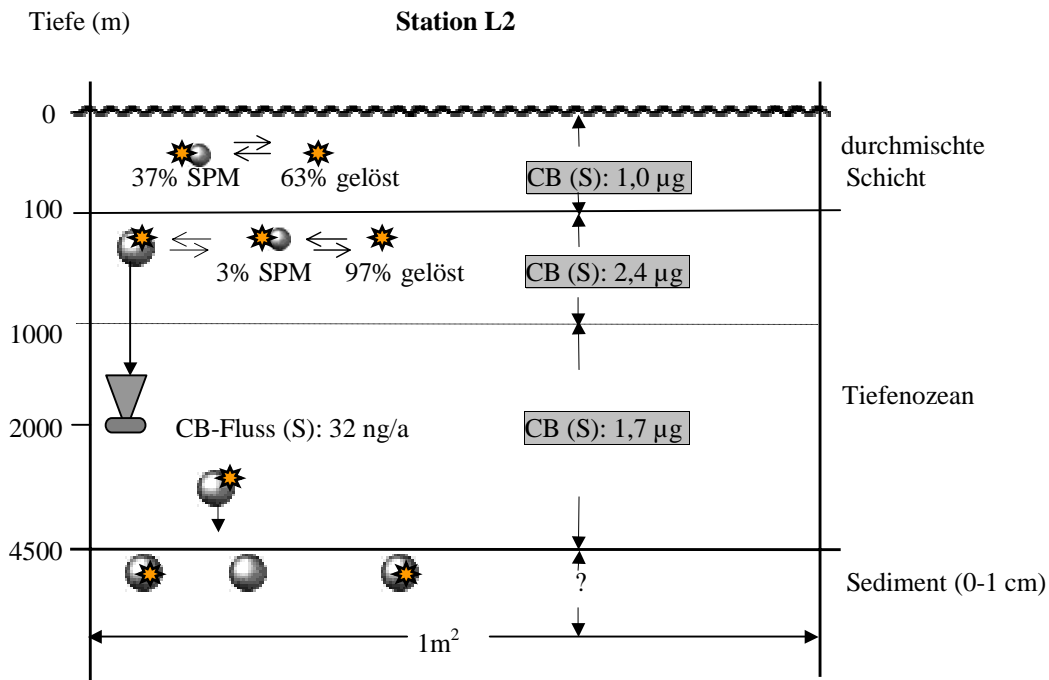 Tiefe (m)
Station L2
0
durchmischte
Schicht
37% SPM
63% gelöst
CB (S): 1,0 µg
100
3% SPM
97% gelöst
CB (S): 2,4 µg
1000
Tiefenozean
2000
CB-Fluss (S): 32 ng/a
CB (S): 1,7 µg
4500
?
Sediment (0-1 cm)
1m²